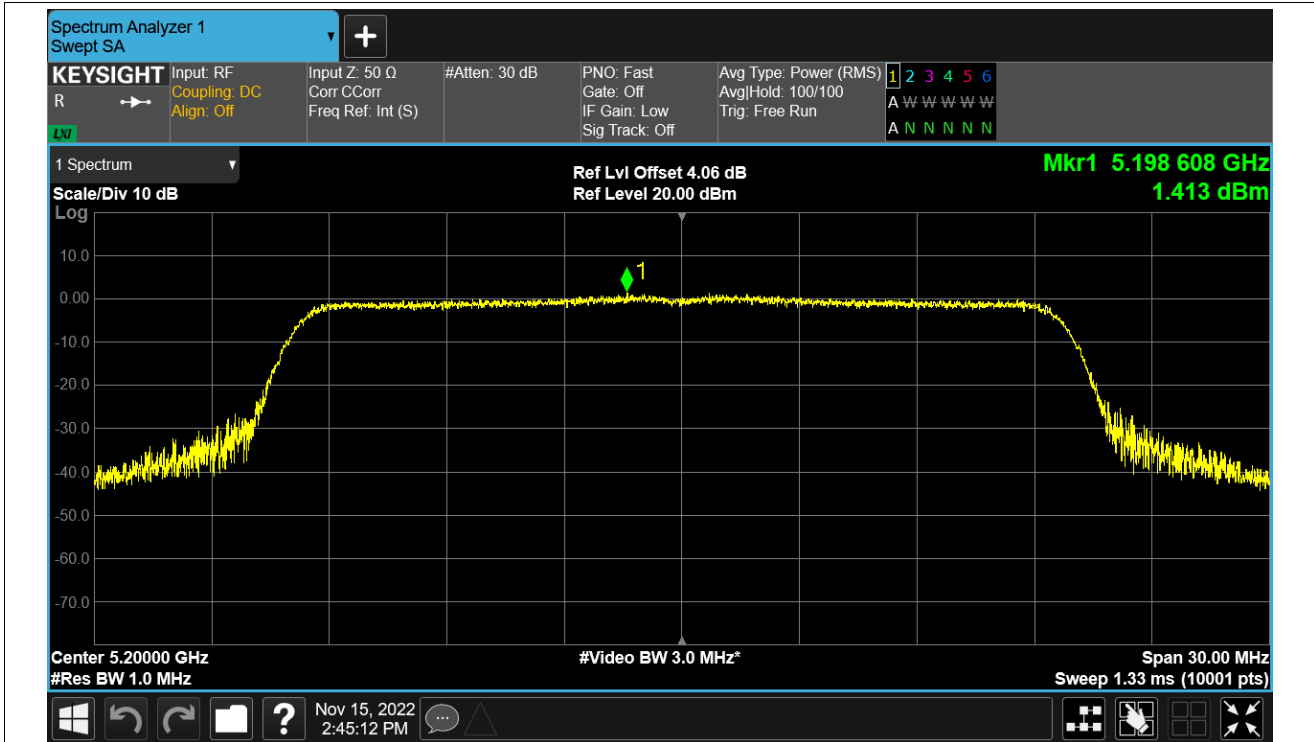 Spectrum Analyzer 1
Swept SA
KEYSIGHT
R
LXI
Input: RF
Coupling: DC
Align: Off
Input Z: 50 Ω
Corr CCorr
Freq Ref: Int (S)
#Atten: 30 dB
PNO: Fast
Gate: Off
IF Gain: Low
Sig Track: Off
Avg Type: Power (RMS)
Avg|Hold: 100/100
Trig: Free Run
1 2 3 4 5 6
A W W W W W
A N N N N N
1 Spectrum
Scale/Div 10 dB
Log
Ref Lvl Offset 4.06 dB
Ref Level 20.00 dBm
Mkr1 5.198 608 GHz
1.413 dBm
1
10.0
0.00
-10.0
-20.0
-30.0
-40.0
-50.0
-60.0
-70.0
Center 5.20000 GHz
#Res BW 1.0 MHz
#Video BW 3.0 MHz*
Span 30.00 MHz
Sweep 1.33 ms (10001 pts)
?
Nov 15, 2022
2:45:12 PM